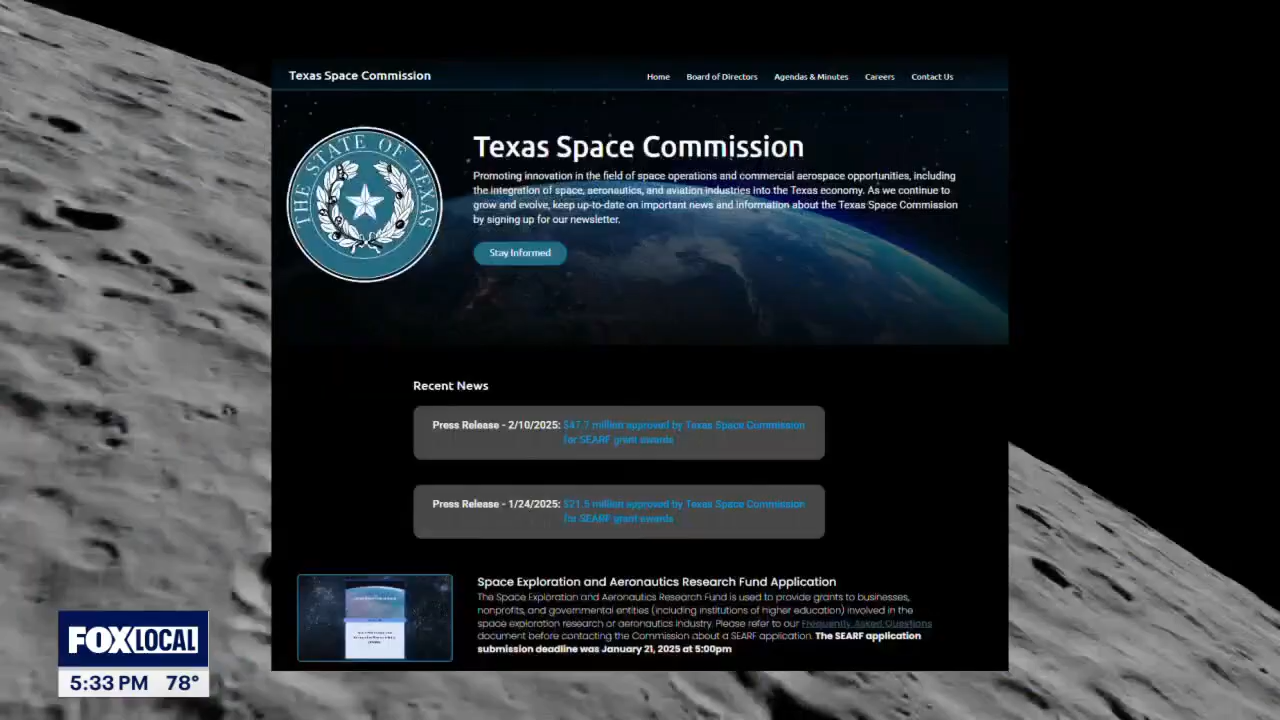 Texas Space Commission
Home
Board of Directors
Agendas & Minutes
Careers
Contact Us
THE STATE OF TEXAS
Texas Space Commission
Promoting innovation in the field of space operations and commercial aerospace opportunities, including
the integration of space, aeronautics, and aviation industries into the Texas economy. As we continue to
grow and evolve, keep up-to-date on important news and information about the Texas Space Commission
by signing up for our newsletter.
Stay Informed
Recent News
Press Release - 2/10/2025: $47.7 million approved by Texas Space Commission
for SEARF grant awards
Press Release - 1/24/2025: $21.5 million approved by Texas Space Commission
for SEARF grant awards
Space Exploration and Aeronautics Research Fund Application
The Space Exploration and Aeronautics Research Fund is used to provide grants to businesses,
nonprofits, and governmental entities (including institutions of higher education) involved in the
space exploration research or aeronautics industry. Please refer to our Frequently Asked Questions
document before contacting the Commission about a SEARF application. The SEARF application
submission deadline was January 21, 2025 at 5:00pm
FOX LOCAL
5:33 PM 78°